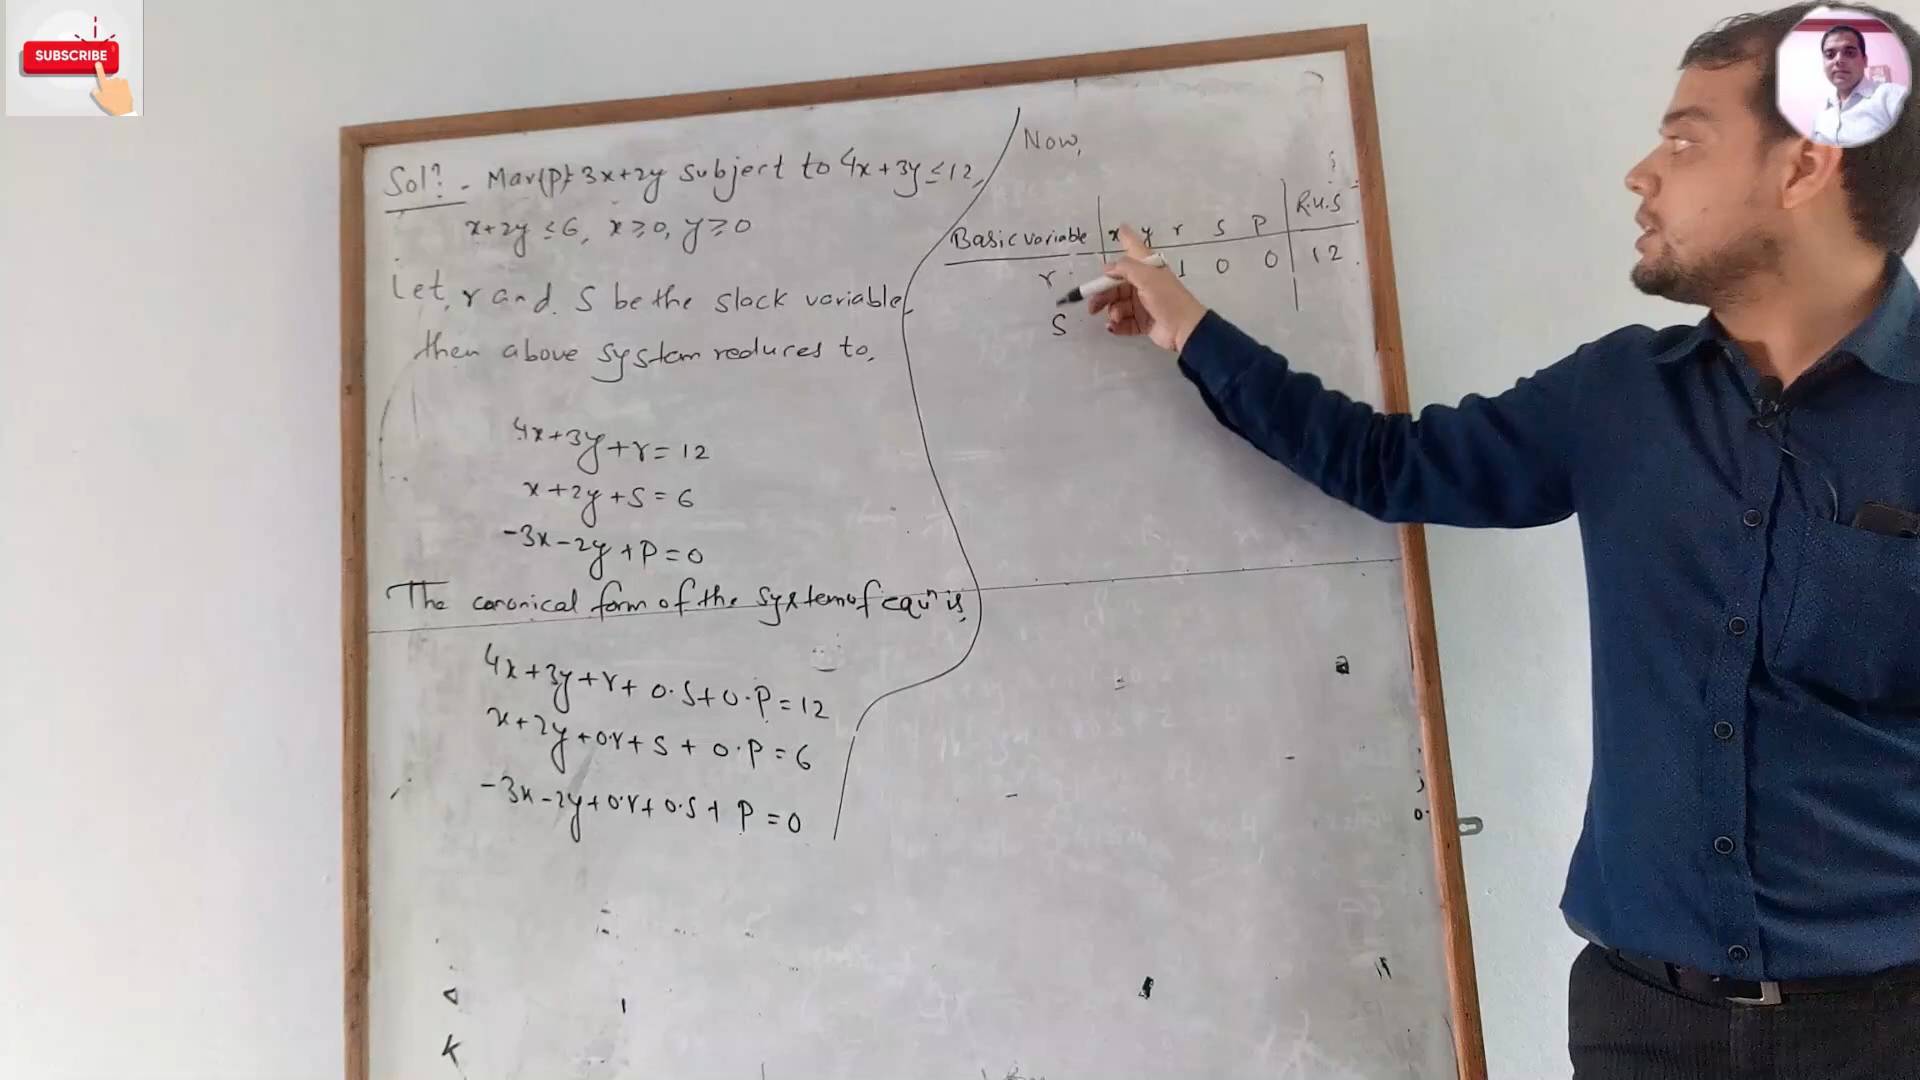 SUBSCRIBE
Sol? - Max(P) = 3x+2y subject to 4x+3y≤12,
x+2y ≤6, x≥0, y≥0
Let, r and S be the slack variable
then above system reduces to,
4x+3y+r=12
x+2y+S=6
-3x-2y+P=0
The canonical form of the system of equⁿ is,
4x+3y+r+0.S+0.P=12
x+2y+0.r+S+0.P=6
-3x-2y+0.r+0.S+P=0
Now,
Basic variable x y r S P R.H.S
r 1 0 0 12
S